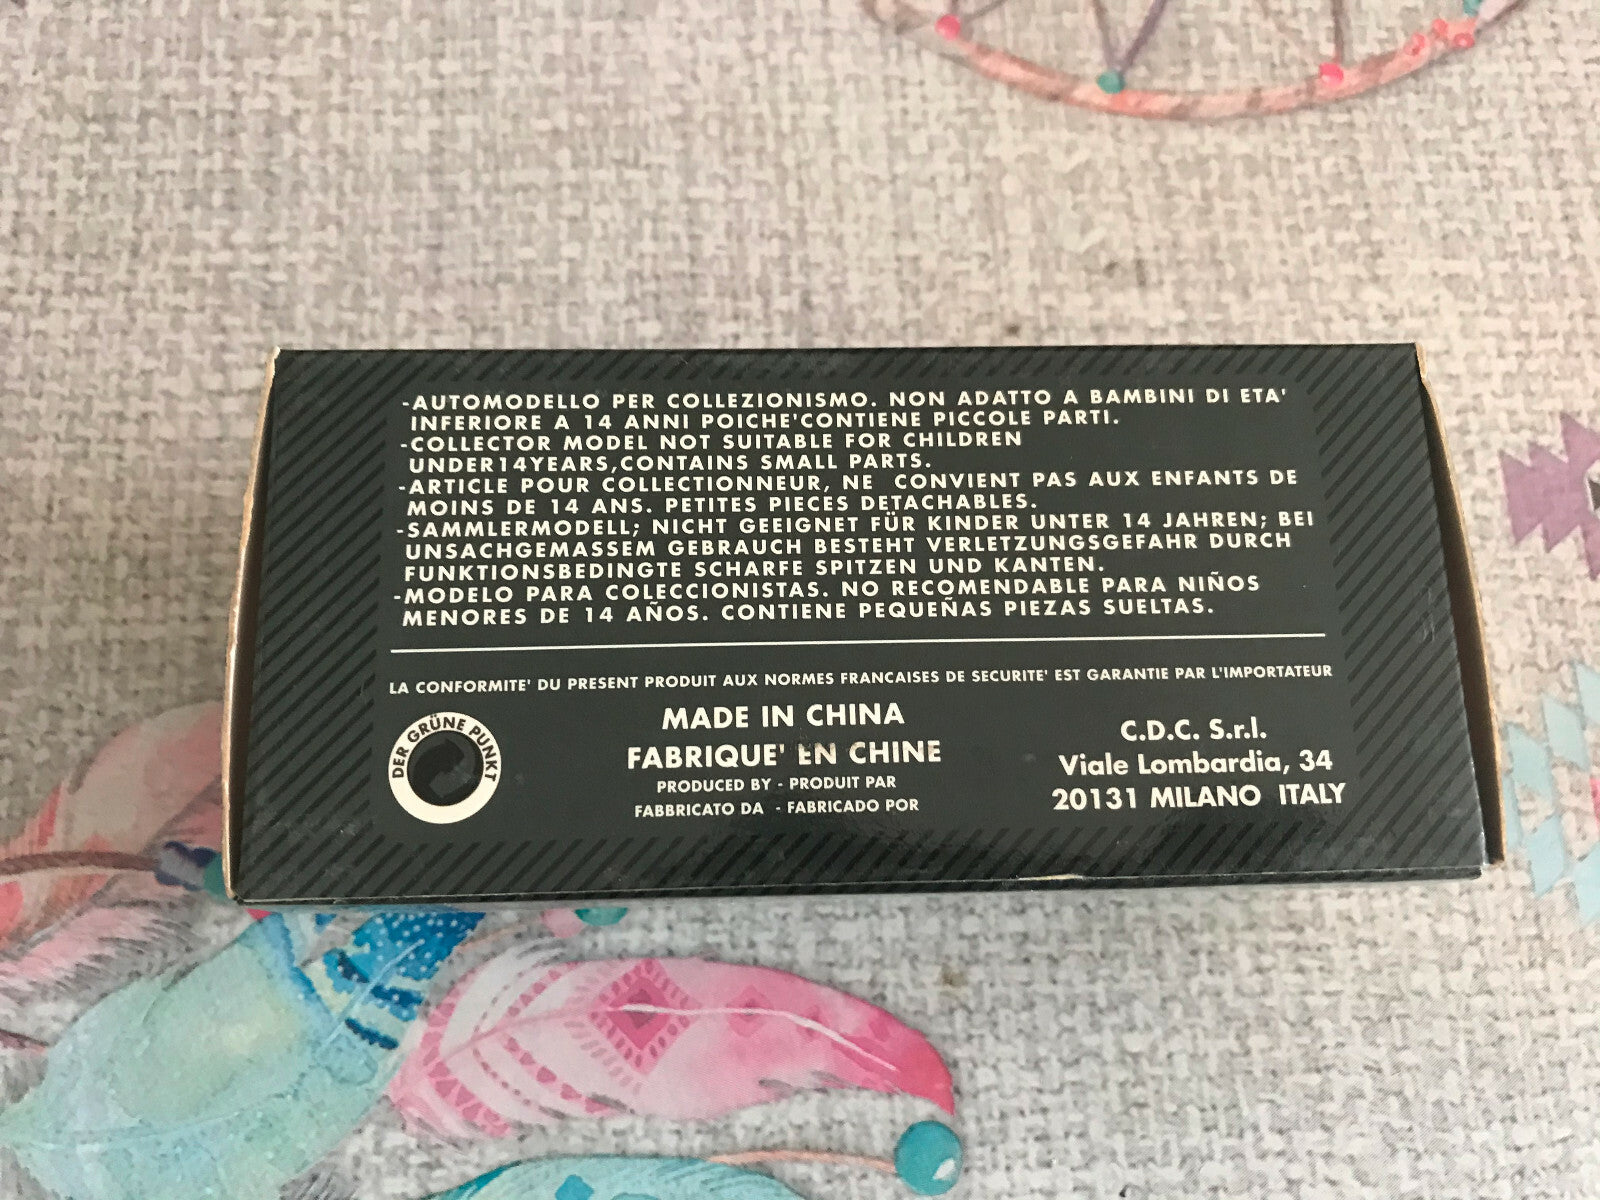 -AUTOMODELLO PER COLLEZIONISMO. NON ADATTO A BAMBINI DI ETA'
INFERIORE A 14 ANNI POICHE'CONTIENE PICCOLE PARTI.
-COLLECTOR MODEL NOT SUITABLE FOR CHILDREN
UNDER14YEARS,CONTAINS SMALL PARTS.
-ARTICLE POUR COLLECTIONNEUR, NE CONVIENT PAS AUX ENFANTS DE
MOINS DE 14 ANS. PETITES PIECES DETACHABLES.
-SAMMLERMODELL; NICHT GEEIGNET FÜR KINDER UNTER 14 JAHREN; BEI
UNSACHGEMASSEM GEBRAUCH BESTEHT VERLETZUNGSGEFAHR DURCH
FUNKTIONSBEDINGTE SCHARFE SPITZEN UND KANTEN.
-MODELO PARA COLECCIONISTAS. NO RECOMENDABLE PARA NIÑOS
MENORES DE 14 AÑOS. CONTIENE PEQUEÑAS PIEZAS SUELTAS.
LA CONFORMITE' DU PRESENT PRODUIT AUX NORMES FRANCAISES DE SECURITE' EST GARANTIE PAR L'IMPORTATEUR
DER GRÜNE PUNKT
MADE IN CHINA
FABRIQUE' EN CHINE
PRODUCED BY - PRODUIT PAR
FABBRICATO DA - FABRICADO POR
C.D.C. S.r.l.
Viale Lombardia, 34
20131 MILANO ITALY